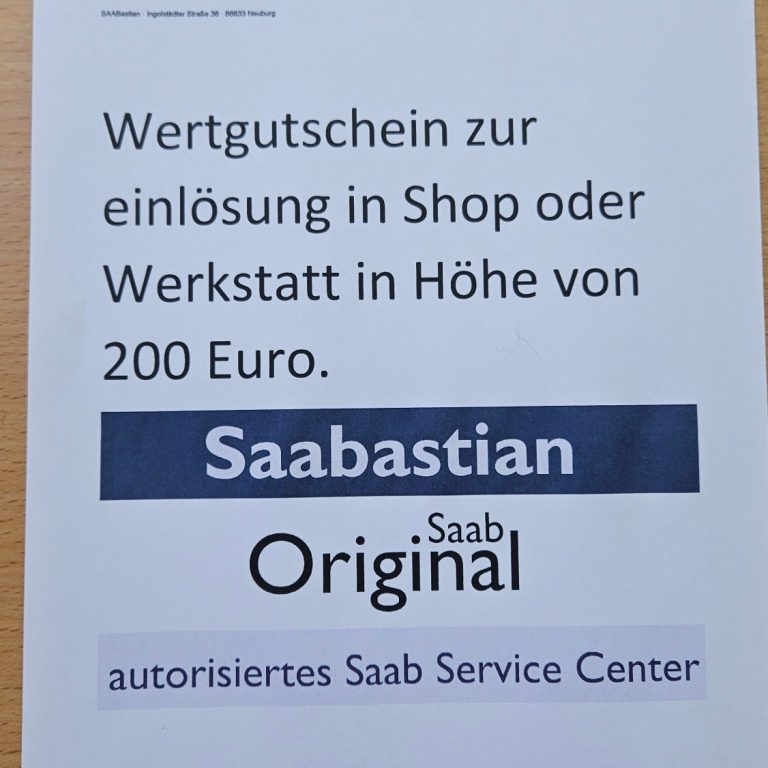 SAABastian · Ingolstädter Straße 36 · 86633 Neuburg
Wertgutschein zur
einlösung in Shop oder
Werkstatt in Höhe von
200 Euro.
Saabastian
Saab
Original
autorisiertes Saab Service Center